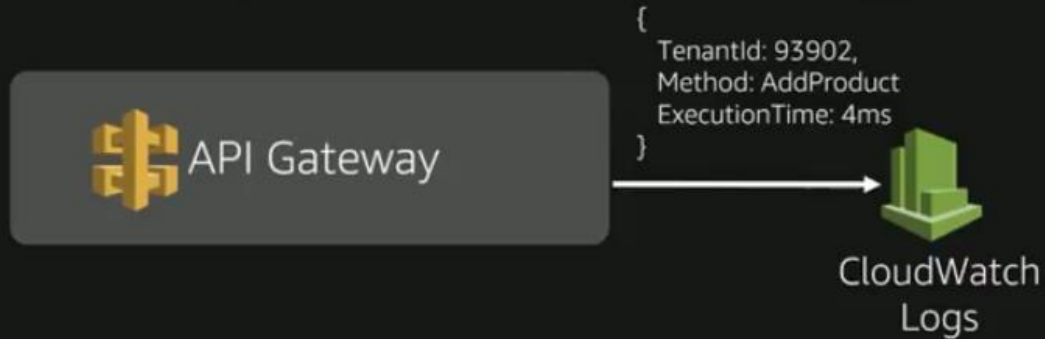 {
TenantId: 93902,
Method: AddProduct
ExecutionTime: 4ms
}
API Gateway
CloudWatch
Logs